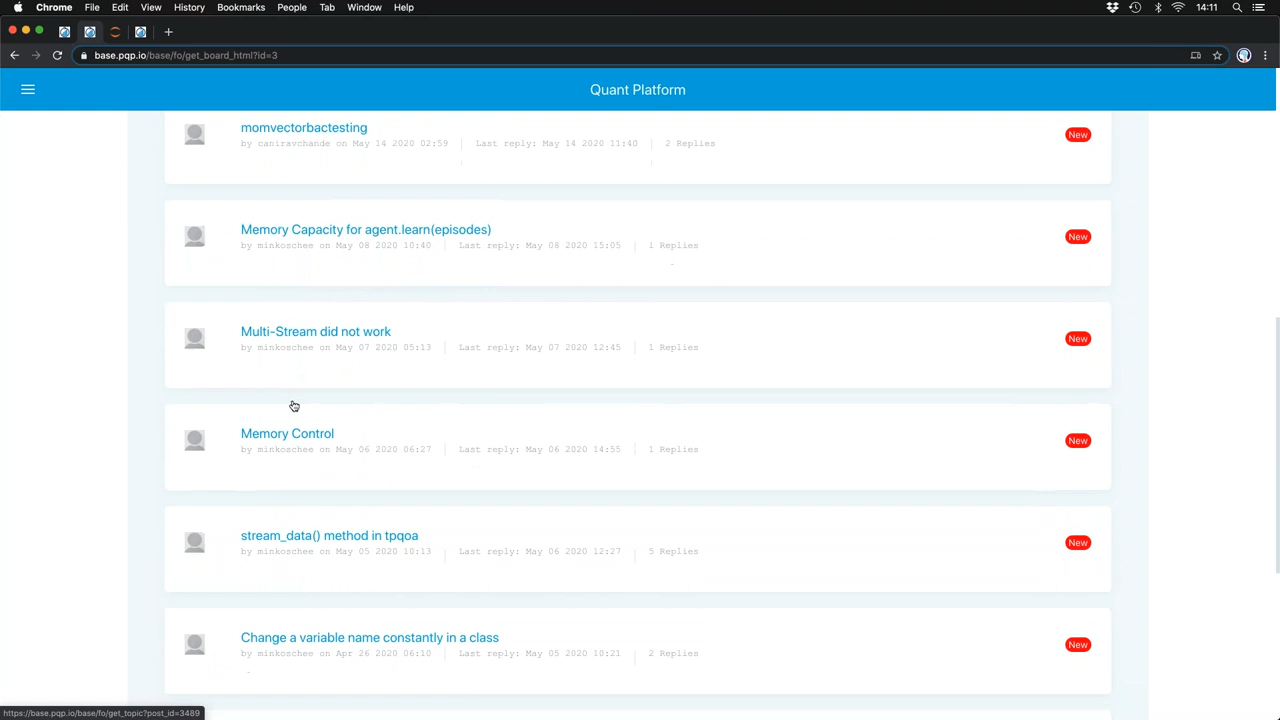 Chrome File Edit View History Bookmarks People Tab Window Help 14:11
base.pqp.io/base/fo/get_board_html?id=3
Quant Platform
momvectorbactesting
by caniravchande on May 14 2020 02:59 Last reply: May 14 2020 11:40 2 Replies
New
Memory Capacity for agent.learn(episodes)
by minkoschee on May 08 2020 10:40 Last reply: May 08 2020 15:05 1 Replies
New
Multi-Stream did not work
by minkoschee on May 07 2020 05:13 Last reply: May 07 2020 12:45 1 Replies
New
Memory Control
by minkoschee on May 06 2020 06:27 Last reply: May 06 2020 14:55 1 Replies
New
stream_data() method in tpqoa
by minkoschee on May 05 2020 10:13 Last reply: May 06 2020 12:27 5 Replies
New
Change a variable name constantly in a class
by minkoschee on Apr 26 2020 06:10 Last reply: May 05 2020 10:21 2 Replies
New
https://base.pqp.io/base/fo/get_topic?post_id=3489